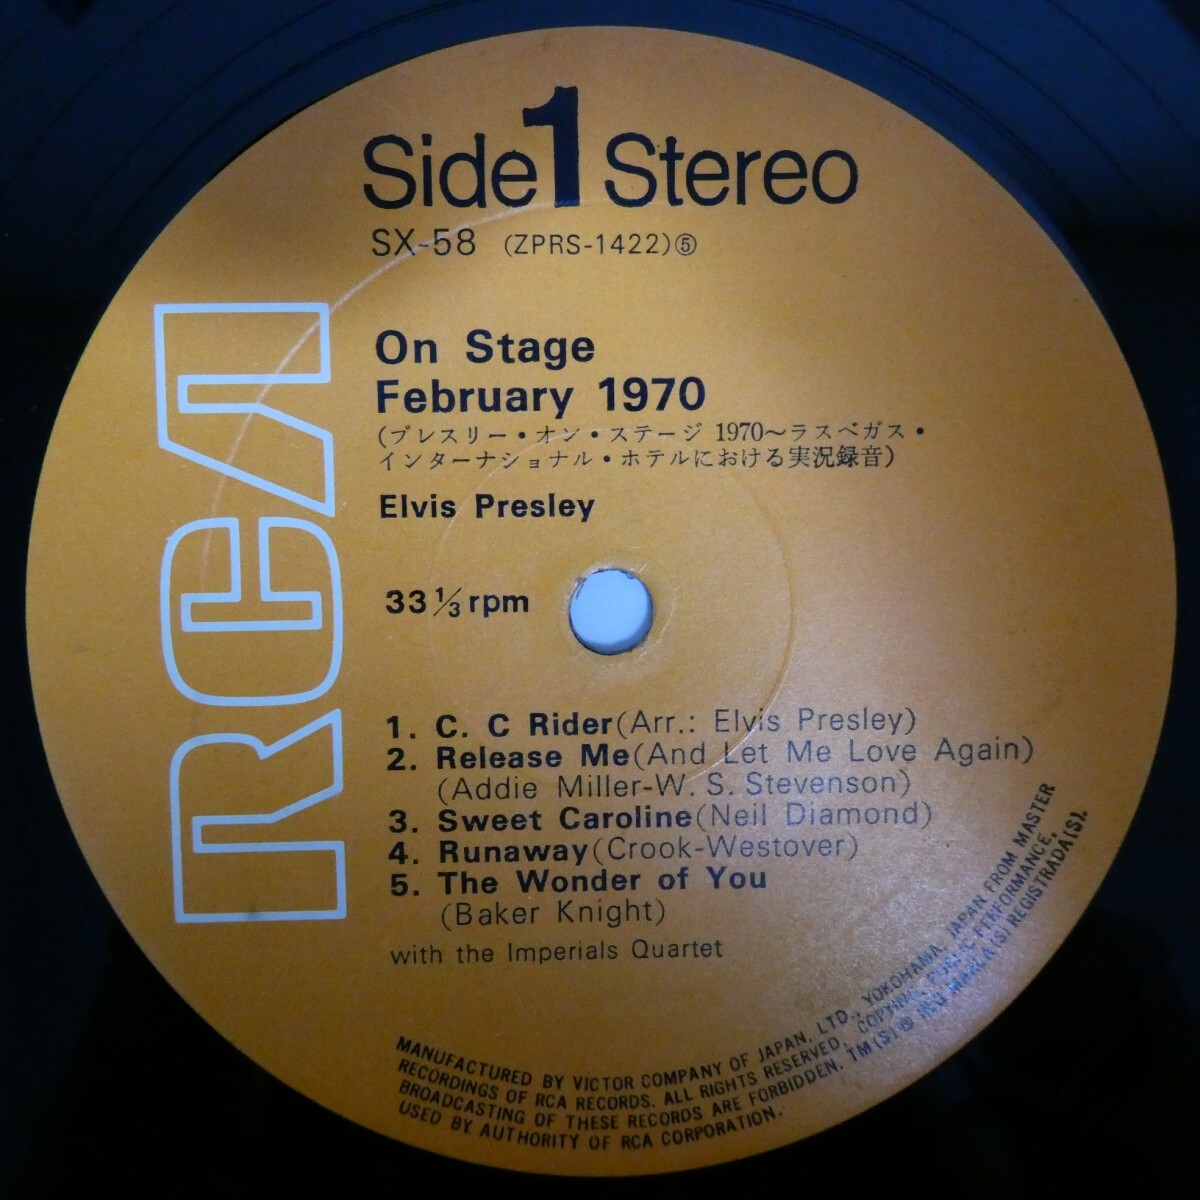 Side 1 Stereo
SX-58 (ZPRS-1422)⑤
RCA
On Stage
February 1970
(プレスリー・オン・ステージ 1970～ラスベガス・
インターナショナル・ホテルにおける実況録音)
Elvis Presley
33 1/3 rpm
1. C. C Rider(Arr.: Elvis Presley)
2. Release Me(And Let Me Love Again)
(Addie Miller-W. S. Stevenson)
3. Sweet Caroline(Neil Diamond)
4. Runaway(Crook-Westover)
5. The Wonder of You
(Baker Knight)
with the Imperials Quartet
MANUFACTURED BY VICTOR COMPANY OF JAPAN, LTD., YOKOHAMA, JAPAN FROM MASTER
RECORDINGS OF RCA RECORDS. ALL RIGHTS RESERVED. COPYING, PUBLIC PERFORMANCE,
BROADCASTING OF THESE RECORDS ARE FORBIDDEN. TM(S)® REG MARCA(S) REGISTRADA(S).
USED BY AUTHORITY OF RCA CORPORATION.